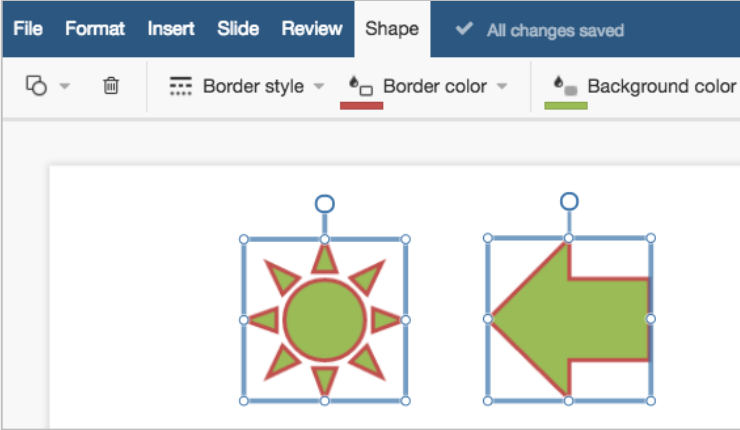 File Format Insert Slide Review Shape All changes saved
Border style Border color Background color